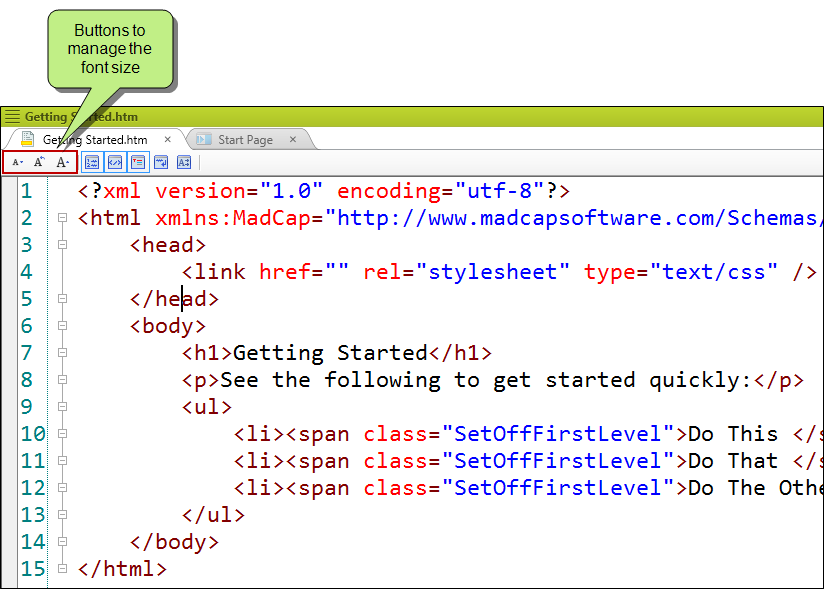 Buttons to
manage the
font size
Getting Started.htm
Getting Started.htm × Start Page ×
1 <?xml version="1.0" encoding="utf-8"?>
2 <html xmlns:MadCap="http://www.madcapsoftware.com/Schemas/
3 <head>
4 <link href="" rel="stylesheet" type="text/css" />
5 </head>
6 <body>
7 <h1>Getting Started</h1>
8 <p>See the following to get started quickly:</p>
9 <ul>
10 <li><span class="SetOffFirstLevel">Do This </s
11 <li><span class="SetOffFirstLevel">Do That </s
12 <li><span class="SetOffFirstLevel">Do The Othe
13 </ul>
14 </body>
15 </html>